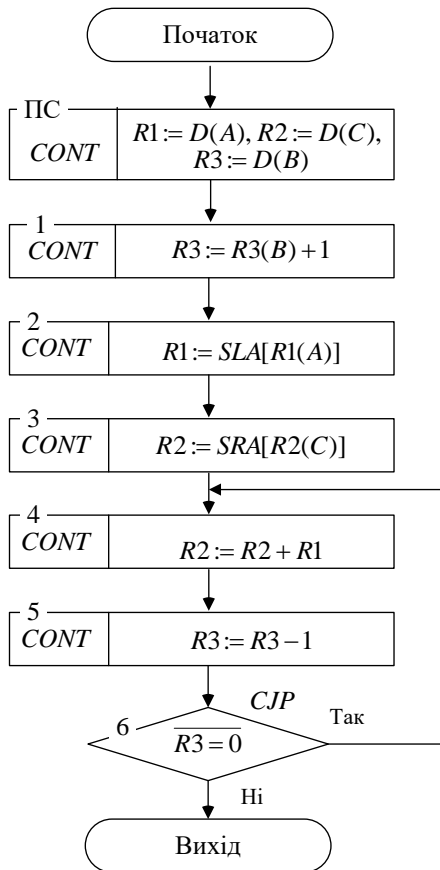 Початок
ПС
CONT
R1:= D(A), R2:= D(C),
R3:= D(B)
1
CONT
R3:= R3(B)+1
2
CONT
R1:= SLA[R1(A)]
3
CONT
R2:= SRA[R2(C)]
4
CONT
R2:= R2+ R1
5
CONT
R3:= R3−1
CJP
6
R̅3̅ ̅=̅ ̅0̅
Так
Ні
Вихід